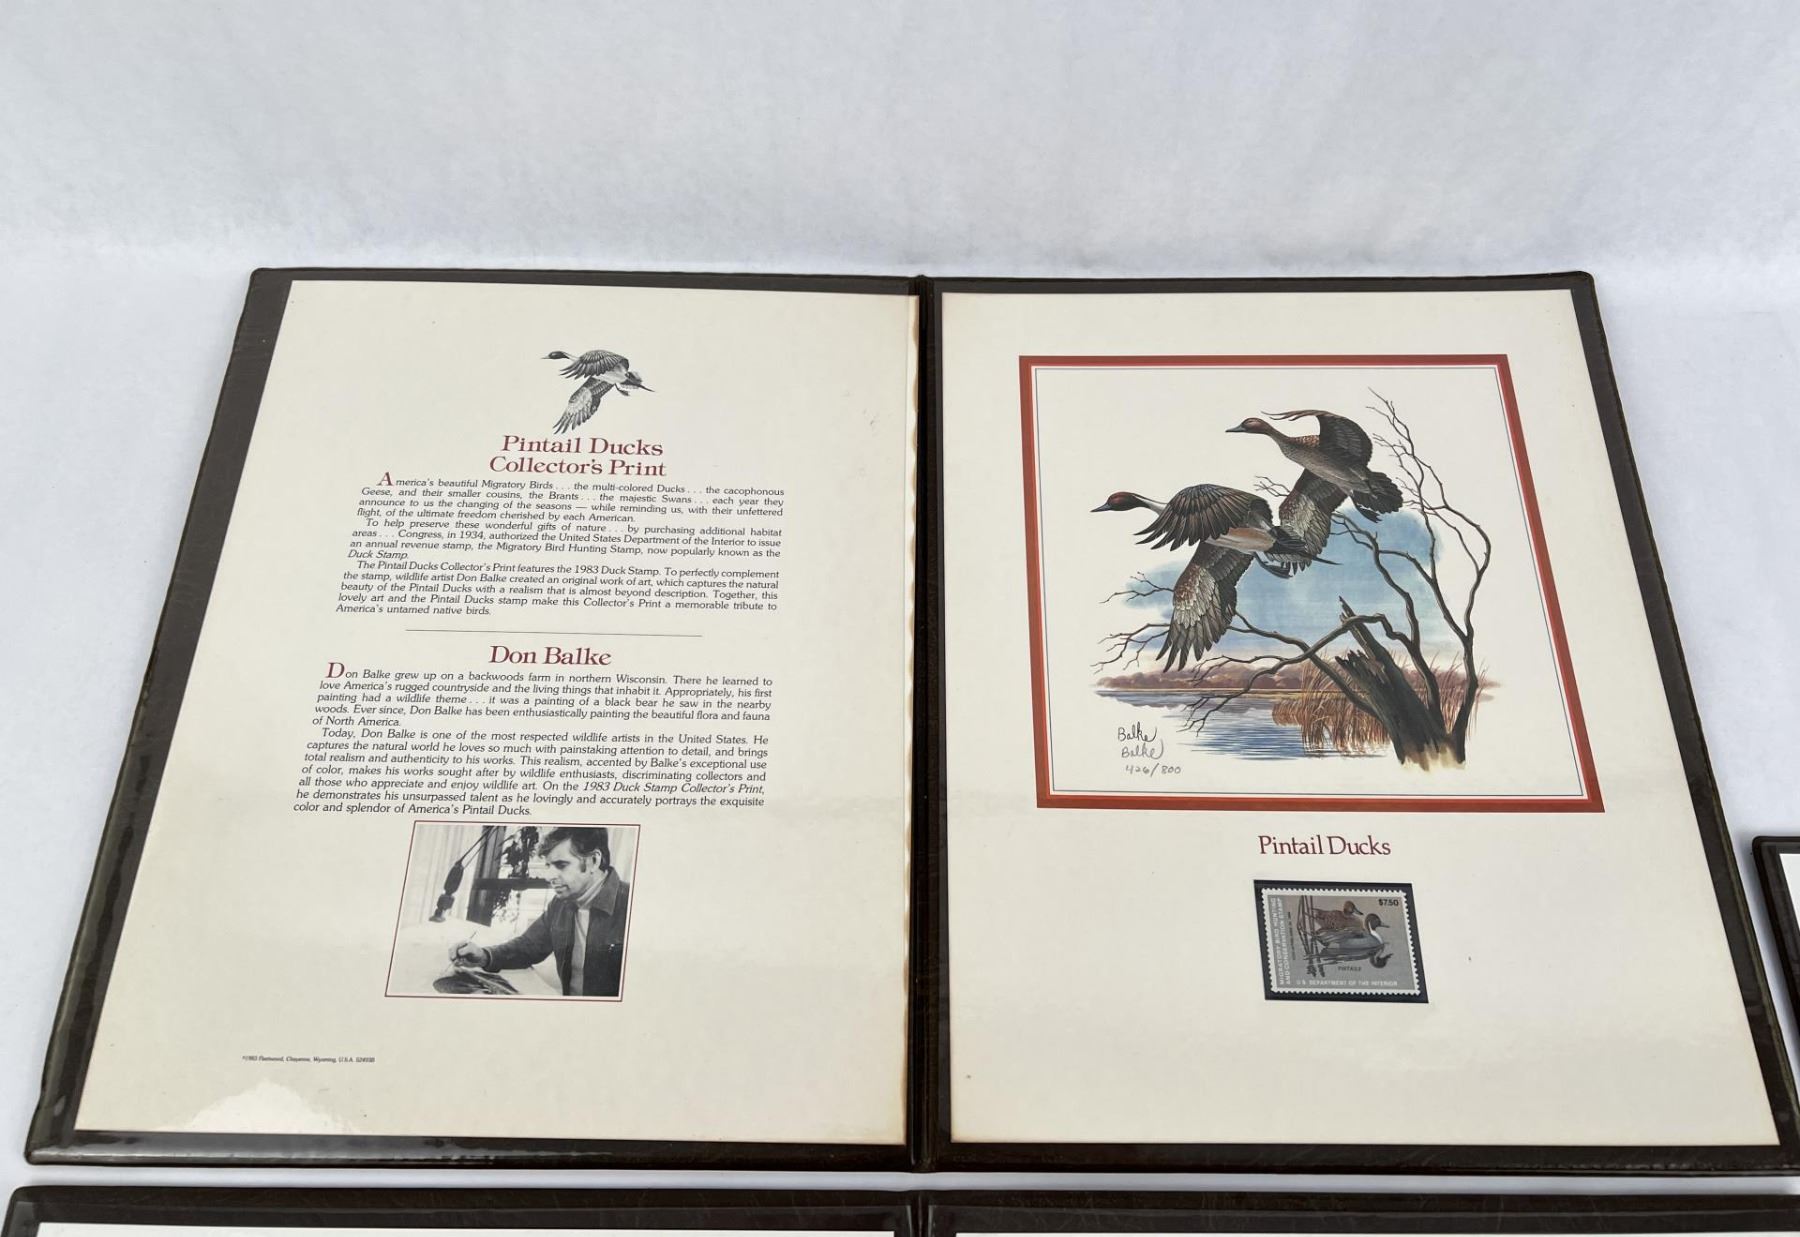 Pintail Ducks
Collector's Print
America's beautiful Migratory Birds . . . the multi-colored Ducks . . . the cacophonous
Geese, and their smaller cousins, the Brants . . . the majestic Swans . . . each year they
announce to us the changing of the seasons — while reminding us, with their unfettered
flight, of the ultimate freedom cherished by each American.
To help preserve these wonderful gifts of nature . . . by purchasing additional habitat
areas . . . Congress, in 1934, authorized the United States Department of the Interior to issue
an annual revenue stamp, the Migratory Bird Hunting Stamp, now popularly known as the
Duck Stamp.
The Pintail Ducks Collector's Print features the 1983 Duck Stamp. To perfectly complement
the stamp, wildlife artist Don Balke created an original work of art, which captures the natural
beauty of the Pintail Ducks with a realism that is almost beyond description. Together, this
lovely art and the Pintail Ducks stamp make this Collector's Print a memorable tribute to
America's untamed native birds.
Don Balke
Don Balke grew up on a backwoods farm in northern Wisconsin. There he learned to
love America's rugged countryside and the living things that inhabit it. Appropriately, his first
painting had a wildlife theme . . . it was a painting of a black bear he saw in the nearby
woods. Ever since, Don Balke has been enthusiastically painting the beautiful flora and fauna
of North America.
Today, Don Balke is one of the most respected wildlife artists in the United States. He
captures the natural world he loves so much with painstaking attention to detail, and brings
total realism and authenticity to his works. This realism, accented by Balke's exceptional use
of color, makes his works sought after by wildlife enthusiasts, discriminating collectors and
all those who appreciate and enjoy wildlife art. On the 1983 Duck Stamp Collector's Print,
he demonstrates his unsurpassed talent as he lovingly and accurately portrays the exquisite
color and splendor of America's Pintail Ducks.
©1983 Fleetwood, Cheyenne, Wyoming, U.S.A.
Balke
Balke
426/800
Pintail Ducks
$7.50
MIGRATORY BIRD HUNTING
AND CONSERVATION STAMP
PINTAILS
U.S. DEPARTMENT OF THE INTERIOR